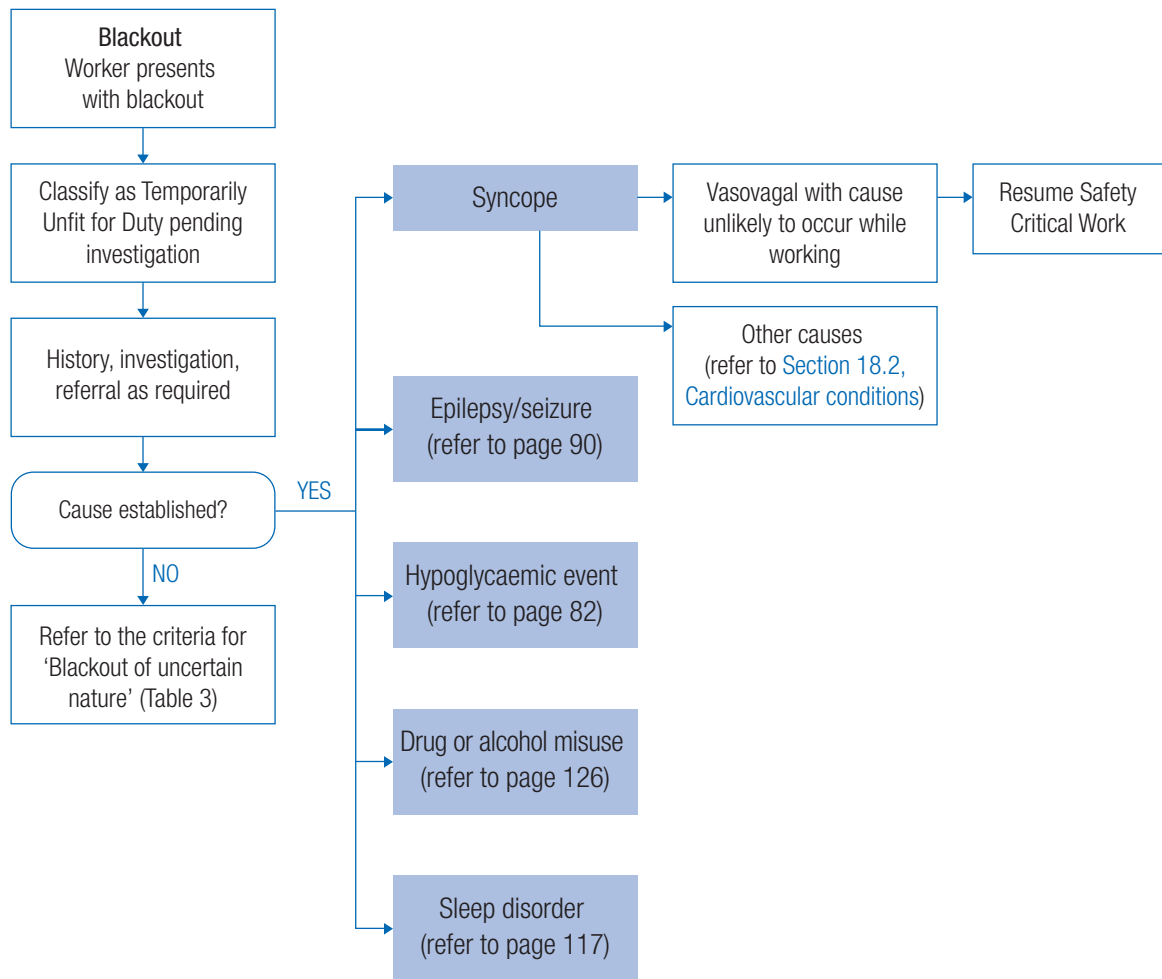 Blackout
Worker presents
with blackout
Classify as Temporarily
Unfit for Duty pending
investigation
History, investigation,
referral as required
Cause established?
YES
NO
Refer to the criteria for
‘Blackout of uncertain
nature’ (Table 3)
Syncope
Vasovagal with cause
unlikely to occur while
working
Resume Safety
Critical Work
Other causes
(refer to Section 18.2,
Cardiovascular conditions)
Epilepsy/seizure
(refer to page 90)
Hypoglycaemic event
(refer to page 82)
Drug or alcohol misuse
(refer to page 126)
Sleep disorder
(refer to page 117)